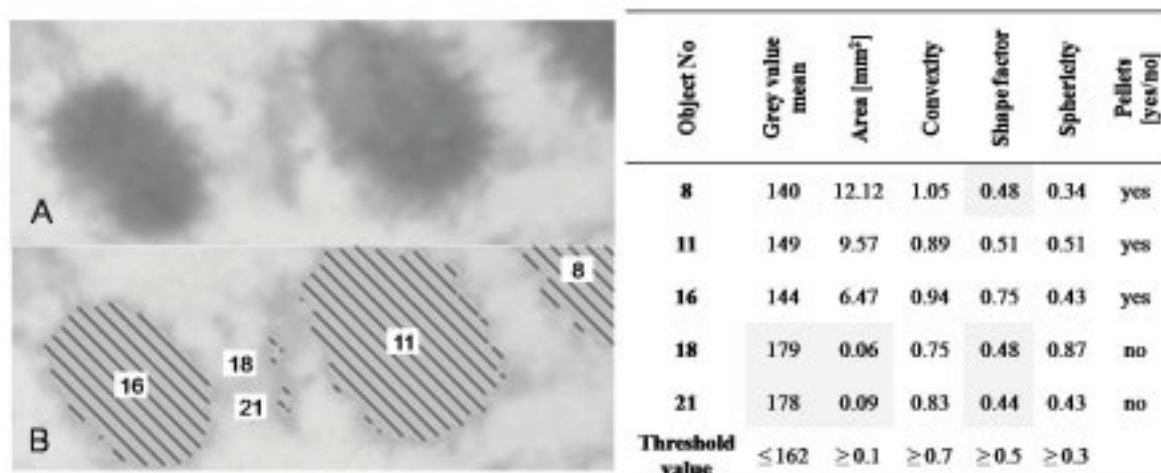 A
B
16
18
21
11
8
Object No Grey value mean Area [mm²] Convexity Shape factor Sphericity Pellets [yes/no]
8 140 12.12 1.05 0.48 0.34 yes
11 149 9.57 0.89 0.51 0.51 yes
16 144 6.47 0.94 0.75 0.43 yes
18 179 0.06 0.75 0.48 0.87 no
21 178 0.09 0.83 0.44 0.43 no
Threshold value ≤162 ≥0.1 ≥0.7 ≥0.5 ≥0.3